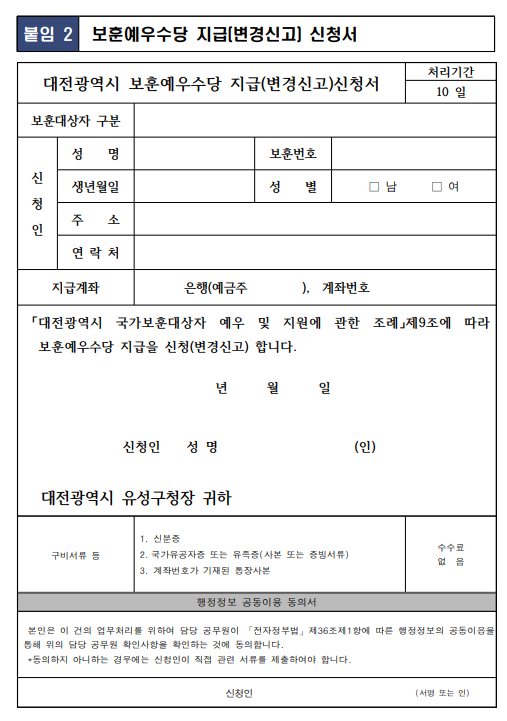 붙임 2 보훈예우수당 지급(변경신고) 신청서
대전광역시 보훈예우수당 지급(변경신고)신청서
처리기간
10 일
보훈대상자 구분
신청인
성 명
보훈번호
생년월일
성 별
□ 남 □ 여
주 소
연 락 처
지급계좌
은행(예금주 ), 계좌번호
「대전광역시 국가보훈대상자 예우 및 지원에 관한 조례」제9조에 따라
보훈예우수당 지급을 신청(변경신고) 합니다.
년 월 일
신청인 성 명 (인)
대전광역시 유성구청장 귀하
구비서류 등
1. 신분증
2. 국가유공자증 또는 유족증(사본 또는 증빙서류)
3. 계좌번호가 기재된 통장사본
수수료
없 음
행정정보 공동이용 동의서
본인은 이 건의 업무처리를 위하여 담당 공무원이 「전자정부법」제36조제1항에 따른 행정정보의 공동이용을
통해 위의 담당 공무원 확인사항을 확인하는 것에 동의합니다.
*동의하지 아니하는 경우에는 신청인이 직접 관련 서류를 제출하여야 합니다.
신청인 (서명 또는 인)